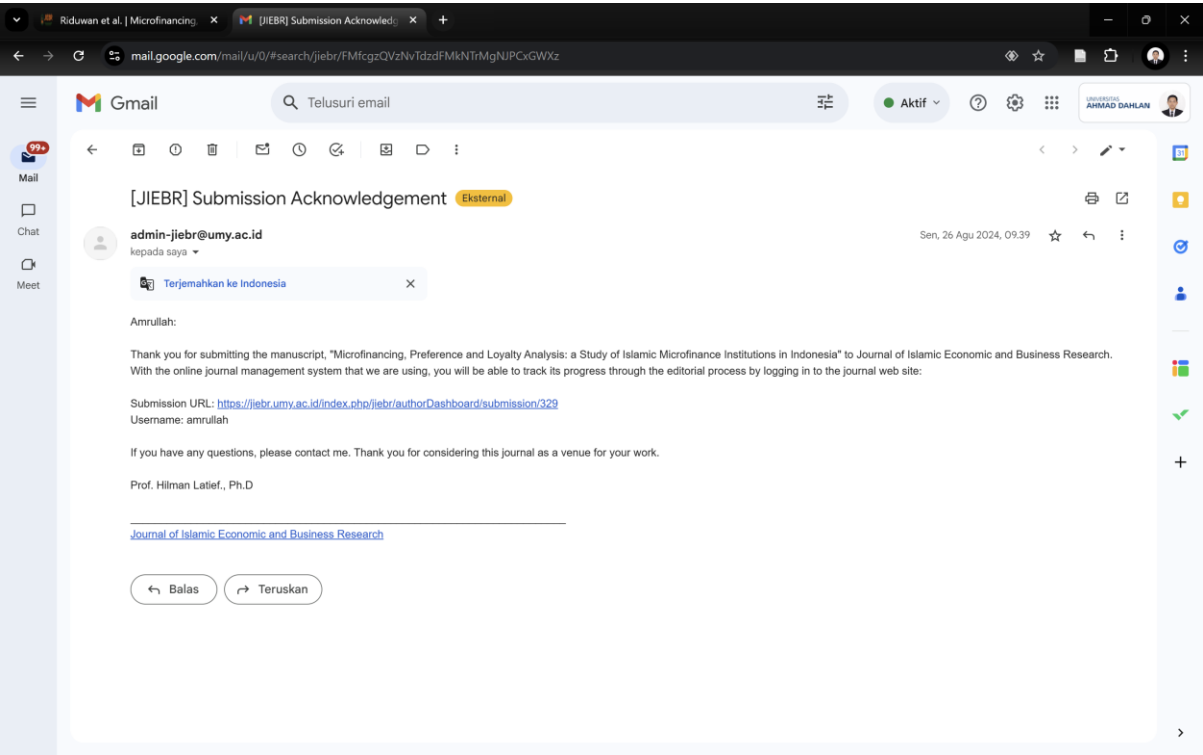 Riduwan et al. | Microfinancing,
[JIEBR] Submission Acknowledg
mail.google.com/mail/u/0/#search/jiebr/FMfcgzQVzNvTdzdFMkNTrMgNJPCxGWXz
Gmail
Telusuri email
Aktif
UNIVERSITAS
AHMAD DAHLAN
99+
Mail
Chat
Meet
31
[JIEBR] Submission Acknowledgement Eksternal
admin-jiebr@umy.ac.id
Sen, 26 Agu 2024, 09.39
kepada saya
Terjemahkan ke Indonesia
Amrullah:
Thank you for submitting the manuscript, "Microfinancing, Preference and Loyalty Analysis: a Study of Islamic Microfinance Institutions in Indonesia" to Journal of Islamic Economic and Business Research.
With the online journal management system that we are using, you will be able to track its progress through the editorial process by logging in to the journal web site:
Submission URL: https://jiebr.umy.ac.id/index.php/jiebr/authorDashboard/submission/329
Username: amrullah
If you have any questions, please contact me. Thank you for considering this journal as a venue for your work.
Prof. Hilman Latief., Ph.D
Journal of Islamic Economic and Business Research
Balas
Teruskan